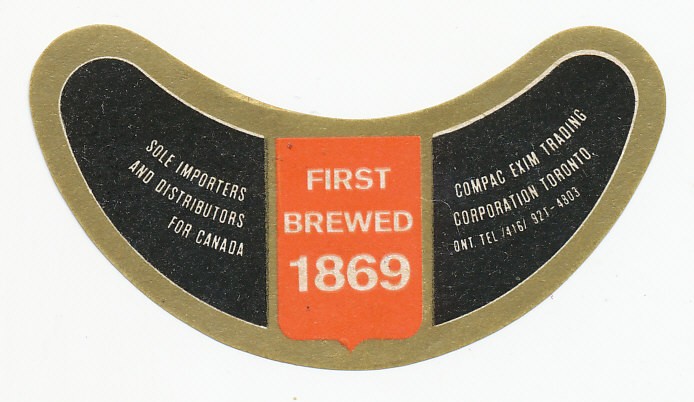 SOLE IMPORTERS
AND DISTRIBUTORS
FOR CANADA
FIRST
BREWED
1869
COMPAC EXIM TRADING
CORPORATION TORONTO,
ONT. TEL /416/ 921-4803